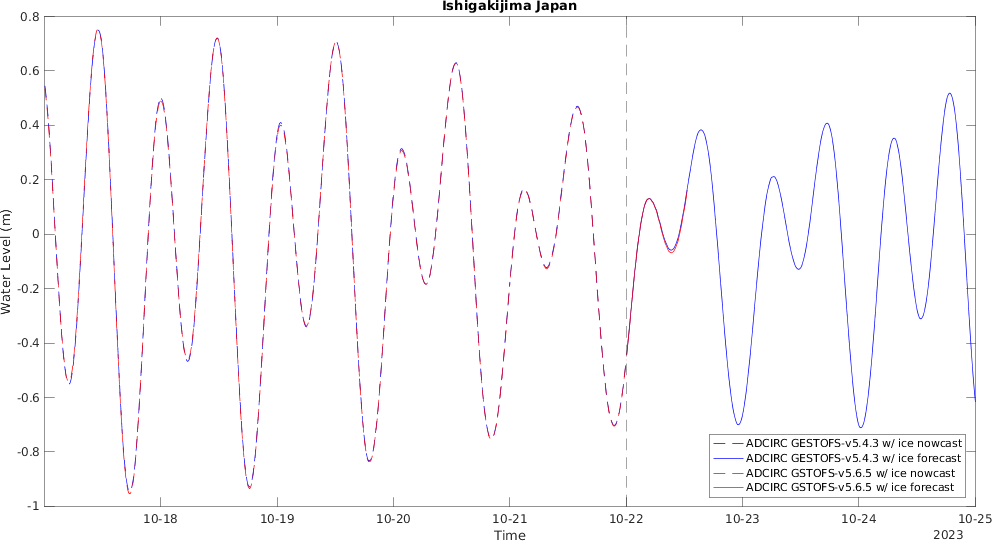 Ishigakijima Japan
0.8
0.6
0.4
0.2
0
-0.2
-0.4
-0.6
-0.8
-1
Water Level (m)
10-18
10-19
10-20
10-21
10-22
10-23
10-24
10-25
Time
2023
ADCIRC GESTOFS-v5.4.3 w/ ice nowcast
ADCIRC GESTOFS-v5.4.3 w/ ice forecast
ADCIRC GSTOFS-v5.6.5 w/ ice nowcast
ADCIRC GSTOFS-v5.6.5 w/ ice forecast